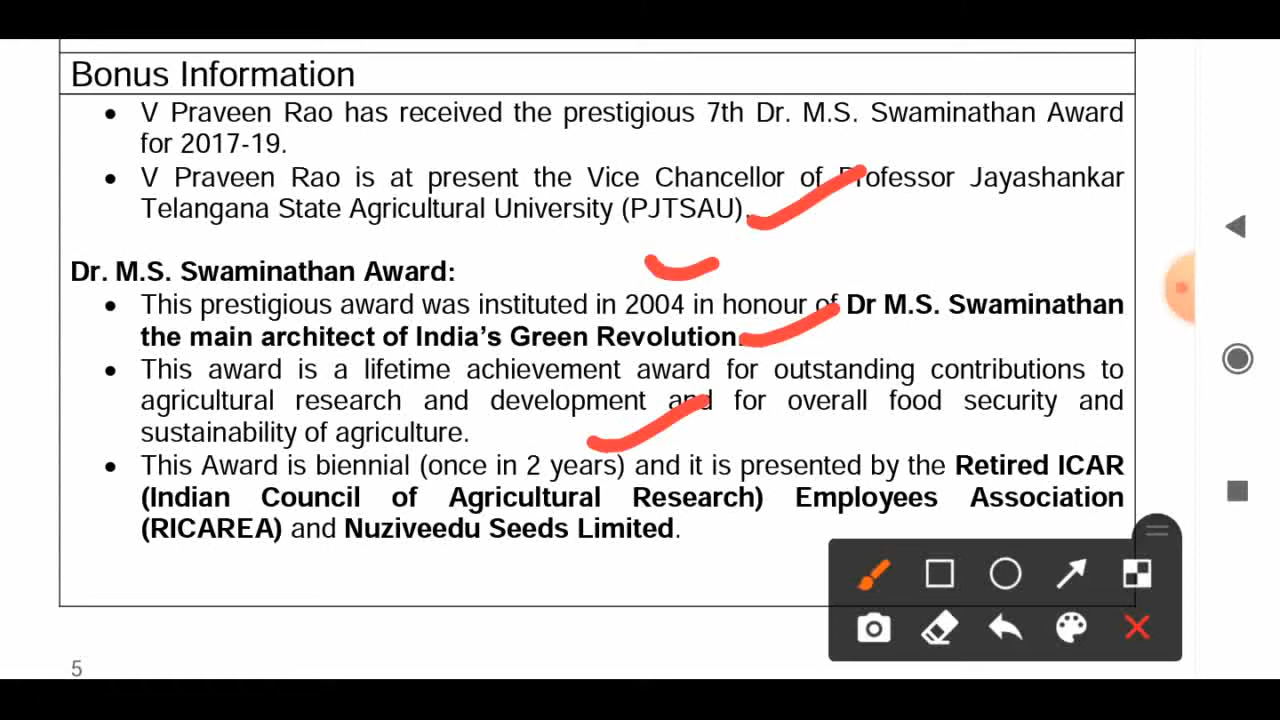 Bonus Information
• V Praveen Rao has received the prestigious 7th Dr. M.S. Swaminathan Award
for 2017-19.
• V Praveen Rao is at present the Vice Chancellor of Professor Jayashankar
Telangana State Agricultural University (PJTSAU).
Dr. M.S. Swaminathan Award:
• This prestigious award was instituted in 2004 in honour of Dr M.S. Swaminathan
the main architect of India’s Green Revolution.
• This award is a lifetime achievement award for outstanding contributions to
agricultural research and development and for overall food security and
sustainability of agriculture.
• This Award is biennial (once in 2 years) and it is presented by the Retired ICAR
(Indian Council of Agricultural Research) Employees Association
(RICAREA) and Nuziveedu Seeds Limited.
5